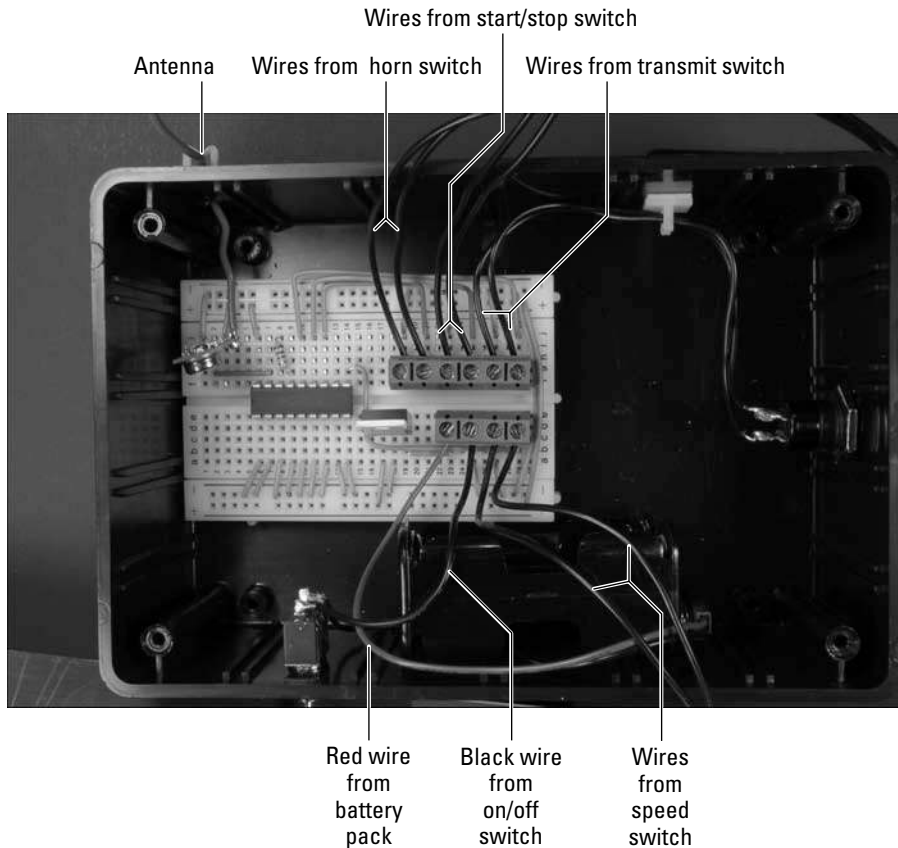 Wires from start/stop switch
Antenna
Wires from horn switch
Wires from transmit switch
Red wire
from
battery
pack
Black wire
from
on/off
switch
Wires
from
speed
switch